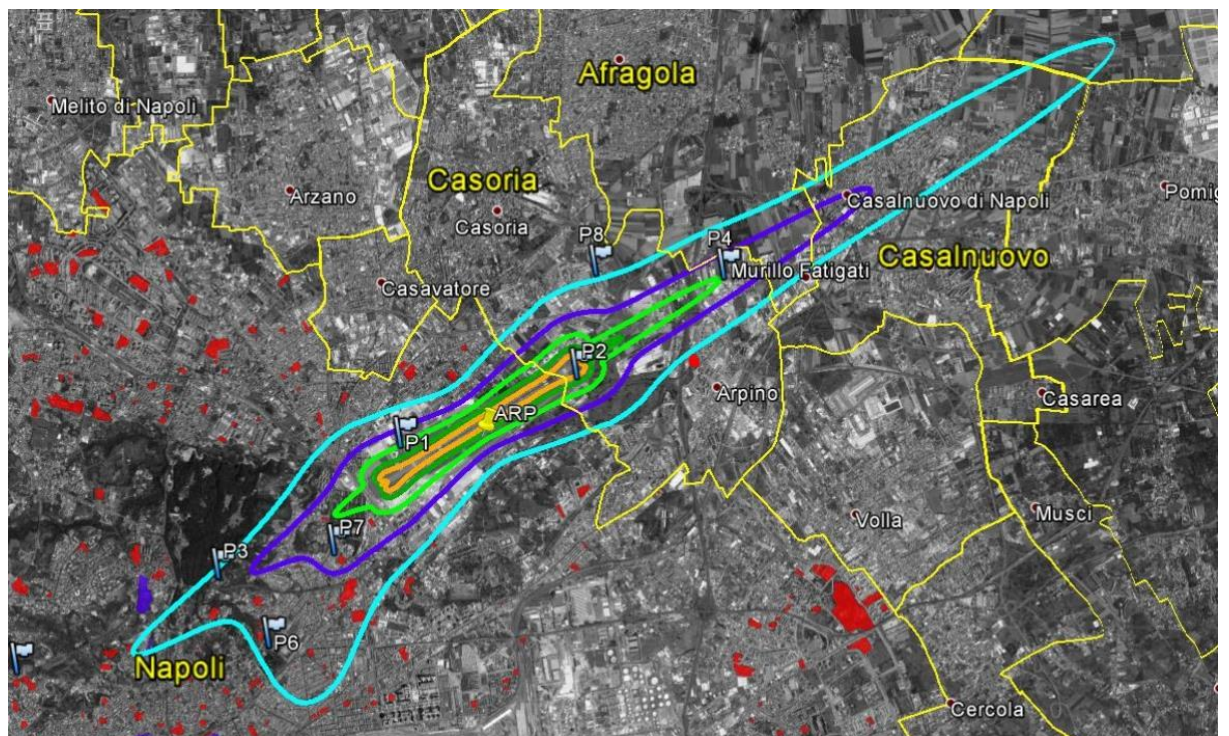 Afragola
Melito di Napoli
Casoria
Arzano
Casoria
Casalnuovo di Napoli
P8
P4
Murillo Fatigati
Casalnuovo
Casavatore
P2
Arpino
Casarea
ARP
P1
P7
Volla
Musci
P3
P6
Napoli
Cercola